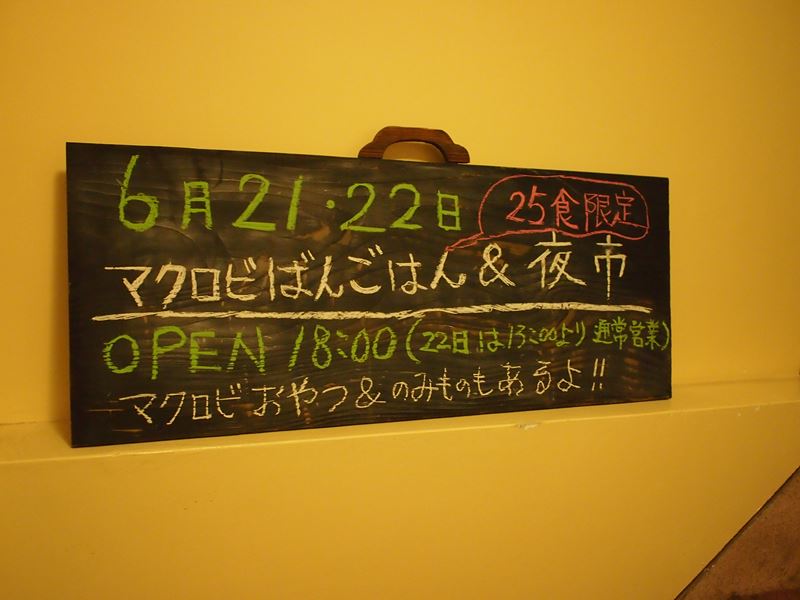 6月21・22日
25食限定
マクロビばんごはん&夜市
OPEN 18:00(22日は13:00より通常営業)
マクロビおやつ&のみものもあるよ!!